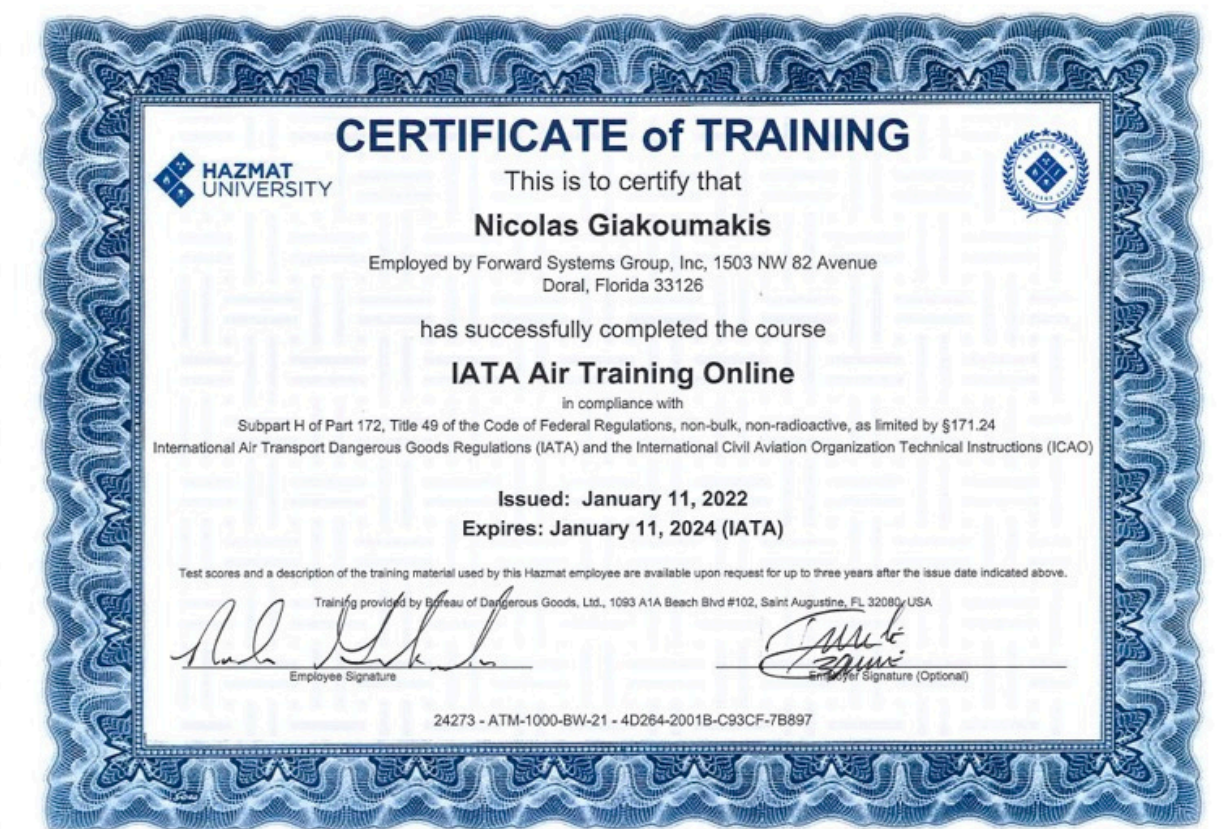 CERTIFICATE of TRAINING
HAZMAT
UNIVERSITY
BUREAU OF
DANGEROUS GOODS
This is to certify that
Nicolas Giakoumakis
Employed by Forward Systems Group, Inc, 1503 NW 82 Avenue
Doral, Florida 33126
has successfully completed the course
IATA Air Training Online
in compliance with
Subpart H of Part 172, Title 49 of the Code of Federal Regulations, non-bulk, non-radioactive, as limited by §171.24
International Air Transport Dangerous Goods Regulations (IATA) and the International Civil Aviation Organization Technical Instructions (ICAO)
Issued: January 11, 2022
Expires: January 11, 2024 (IATA)
Test scores and a description of the training material used by this Hazmat employee are available upon request for up to three years after the issue date indicated above.
Training provided by Bureau of Dangerous Goods, Ltd., 1093 A1A Beach Blvd #102, Saint Augustine, FL 32080, USA
Employee Signature
Employer Signature (Optional)
24273 - ATM-1000-BW-21 - 4D264-2001B-C93CF-7B897